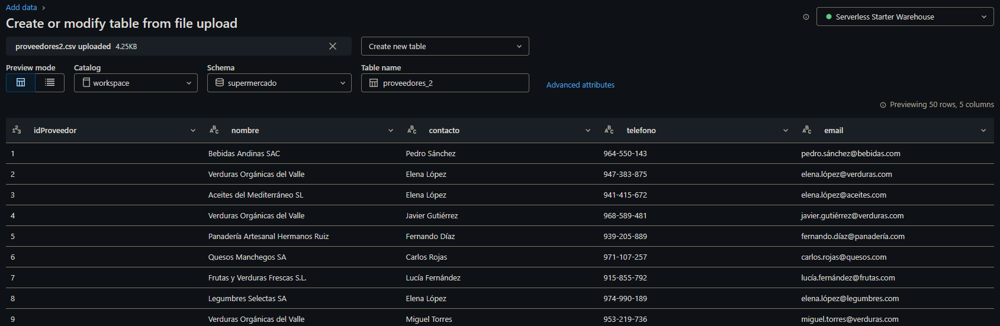 Add data
Create or modify table from file upload
Serverless Starter Warehouse
proveedores2.csv uploaded 4.25KB
Create new table
Preview mode
Catalog
Schema
Table name
workspace
supermercado
proveedores_2
Advanced attributes
Previewing 50 rows, 5 columns
idProveedor nombre contacto telefono email
1 Bebidas Andinas SAC Pedro Sánchez 964-550-143 pedro.sánchez@bebidas.com
2 Verduras Orgánicas del Valle Elena López 947-383-875 elena.lópez@verduras.com
3 Aceites del Mediterráneo SL Elena López 941-415-672 elena.lópez@aceites.com
4 Verduras Orgánicas del Valle Javier Gutiérrez 968-589-481 javier.gutiérrez@verduras.com
5 Panadería Artesanal Hermanos Ruiz Fernando Díaz 939-205-889 fernando.díaz@panadería.com
6 Quesos Manchegos SA Carlos Rojas 971-107-257 carlos.rojas@quesos.com
7 Frutas y Verduras Frescas S.L. Lucía Fernández 915-855-792 lucía.fernández@frutas.com
8 Legumbres Selectas SA Elena López 974-990-189 elena.lópez@legumbres.com
9 Verduras Orgánicas del Valle Miguel Torres 953-219-736 miguel.torres@verduras.com